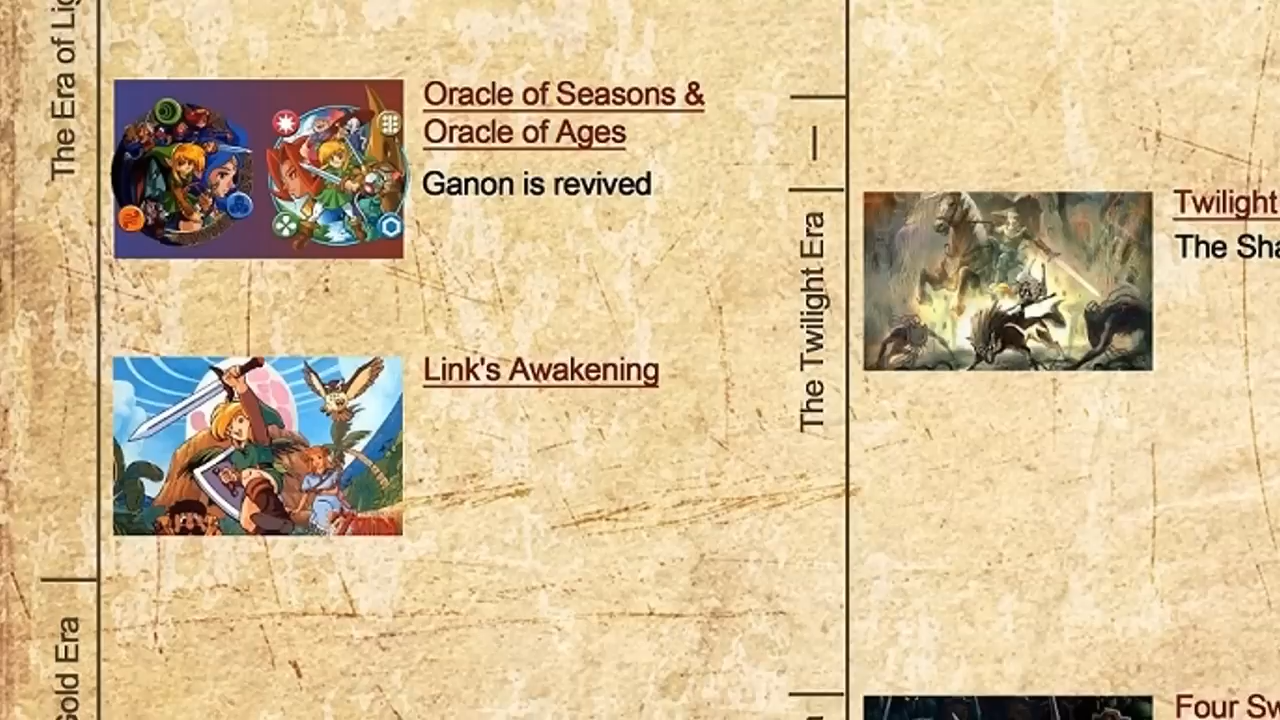 The Era of Lig
Oracle of Seasons &
Oracle of Ages
Ganon is revived
Link's Awakening
Gold Era
The Twilight Era
Twilight
The Sha
Four Sw